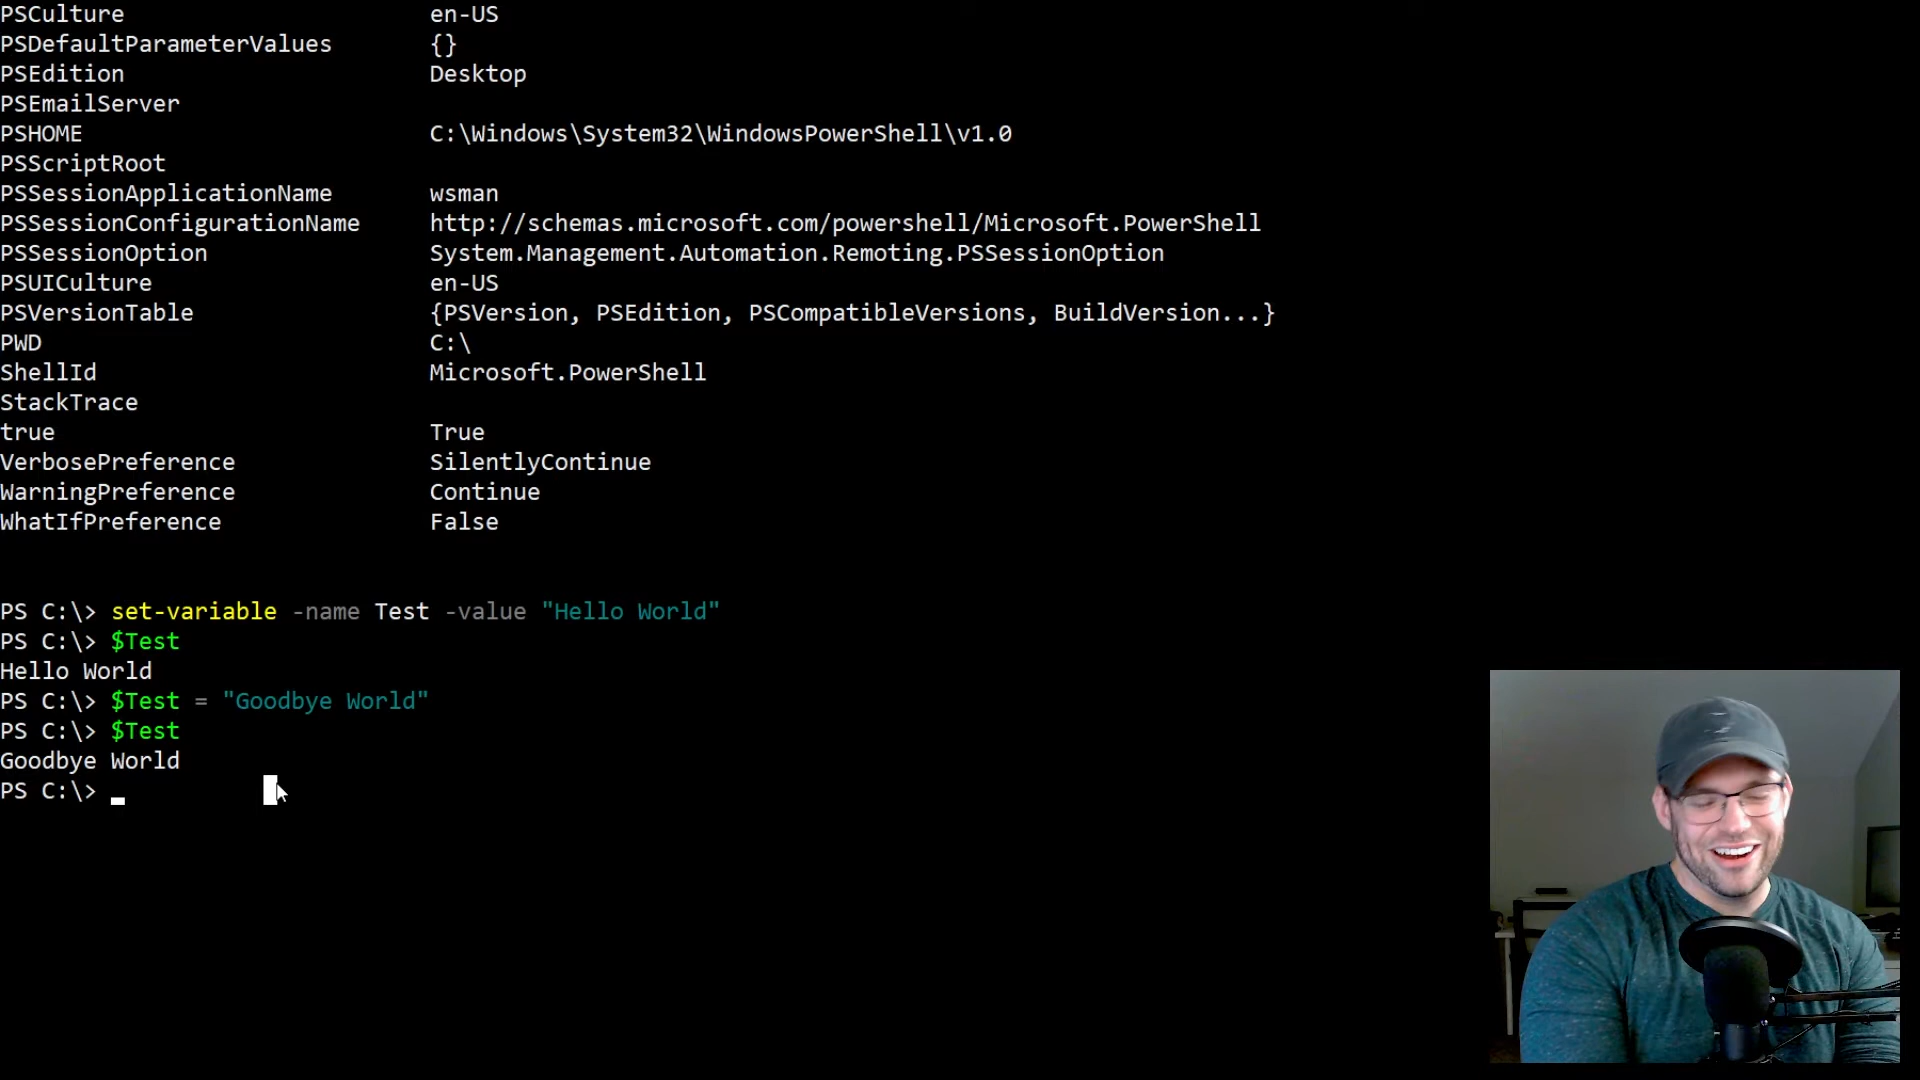 PSCulture en-US
PSDefaultParameterValues {}
PSEdition Desktop
PSEmailServer
PSHOME C:\Windows\System32\WindowsPowerShell\v1.0
PSScriptRoot
PSSessionApplicationName wsman
PSSessionConfigurationName http://schemas.microsoft.com/powershell/Microsoft.PowerShell
PSSessionOption System.Management.Automation.Remoting.PSSessionOption
PSUICulture en-US
PSVersionTable {PSVersion, PSEdition, PSCompatibleVersions, BuildVersion...}
PWD C:\
ShellId Microsoft.PowerShell
StackTrace
true True
VerbosePreference SilentlyContinue
WarningPreference Continue
WhatIfPreference False
PS C:\> set-variable -name Test -value "Hello World"
PS C:\> $Test
Hello World
PS C:\> $Test = "Goodbye World"
PS C:\> $Test
Goodbye World
PS C:\>